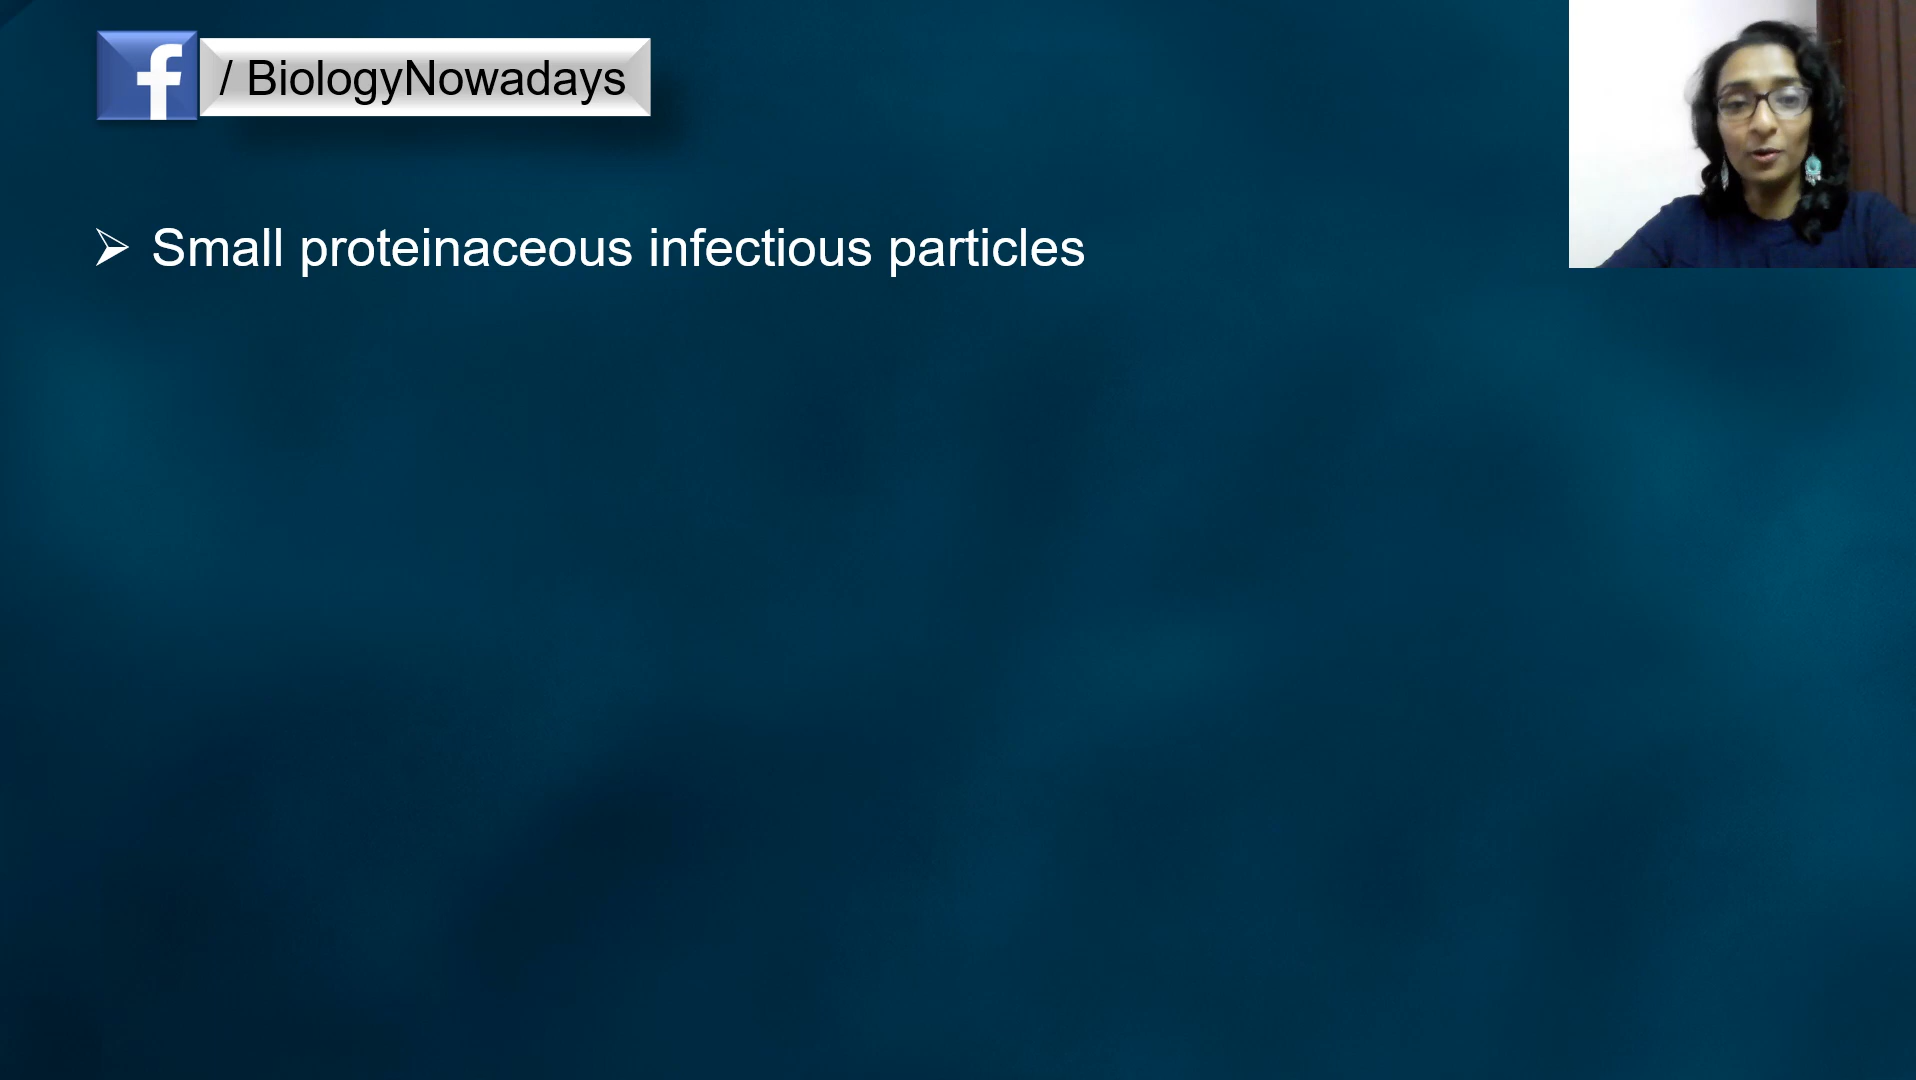 f / BiologyNowadays
➢ Small proteinaceous infectious particles